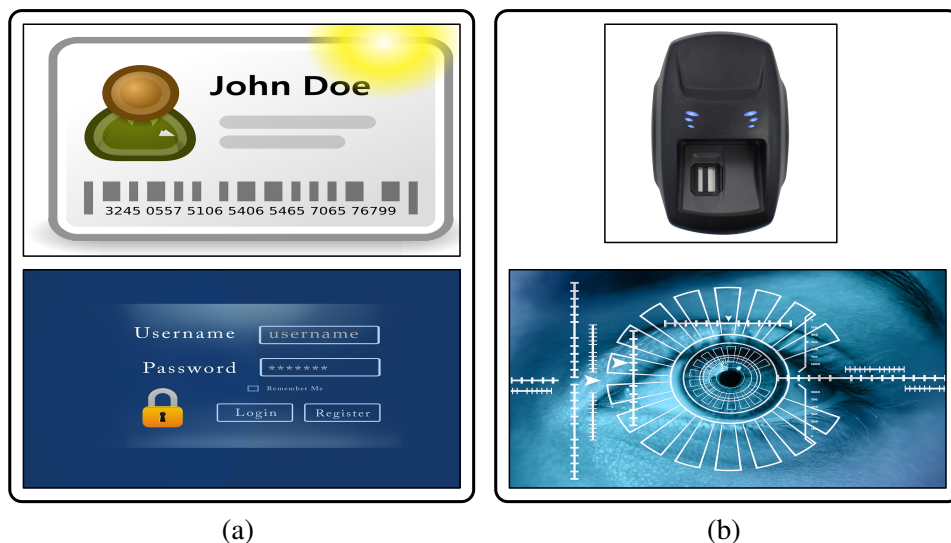 John Doe
3245 0557 5106 5406 5465 7065 76799
Username username
Password *******
Remember Me
Login Register
(a)
(b)